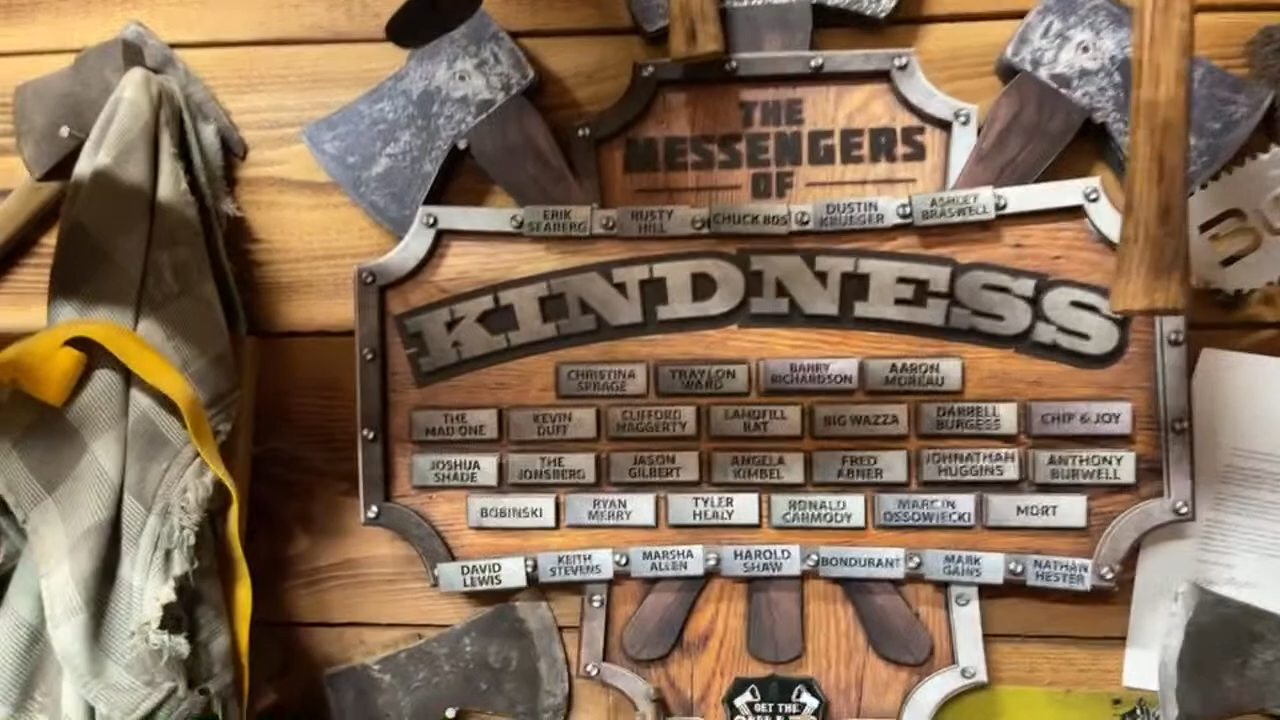 THE
MESSENGERS
OF
ERIK
SEABERG
RUSTY
HILL
CHUCK BOS
DUSTIN
KRUEGER
ASHLEY
BRASWELL
KINDNESS
CHRISTINA
SPRAGE
TRAYLON
WARD
BARRY
RICHARDSON
AARON
MOREAU
THE
MAD ONE
KEVIN
DUFF
CLIFFORD
HAGGERTY
LANDFILL
RAT
BIG WAZZA
DARRELL
BURGESS
CHIP & JOY
JOSHUA
SHADE
THE
JONSBERG
JASON
GILBERT
ANGELA
KIMBEL
FRED
ABNER
JOHNATHAN
HUGGINS
ANTHONY
BURWELL
BOBINSKI
RYAN
MERRY
TYLER
HEALY
RONALD
CARMODY
MARCIN
OSSOWIECKI
MORT
DAVID
LEWIS
KEITH
STEVENS
MARSHA
ALLEN
HAROLD
SHAW
BONDURANT
MARK
GAINS
NATHAN
HESTER
GET THE